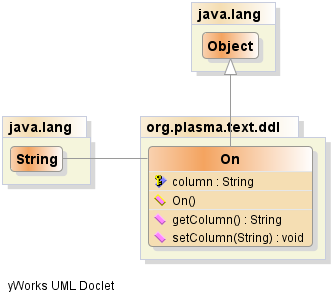 java.lang
Object
java.lang
String
org.plasma.text.ddl
On
column : String
On()
getColumn() : String
setColumn(String) : void
yWorks UML Doclet